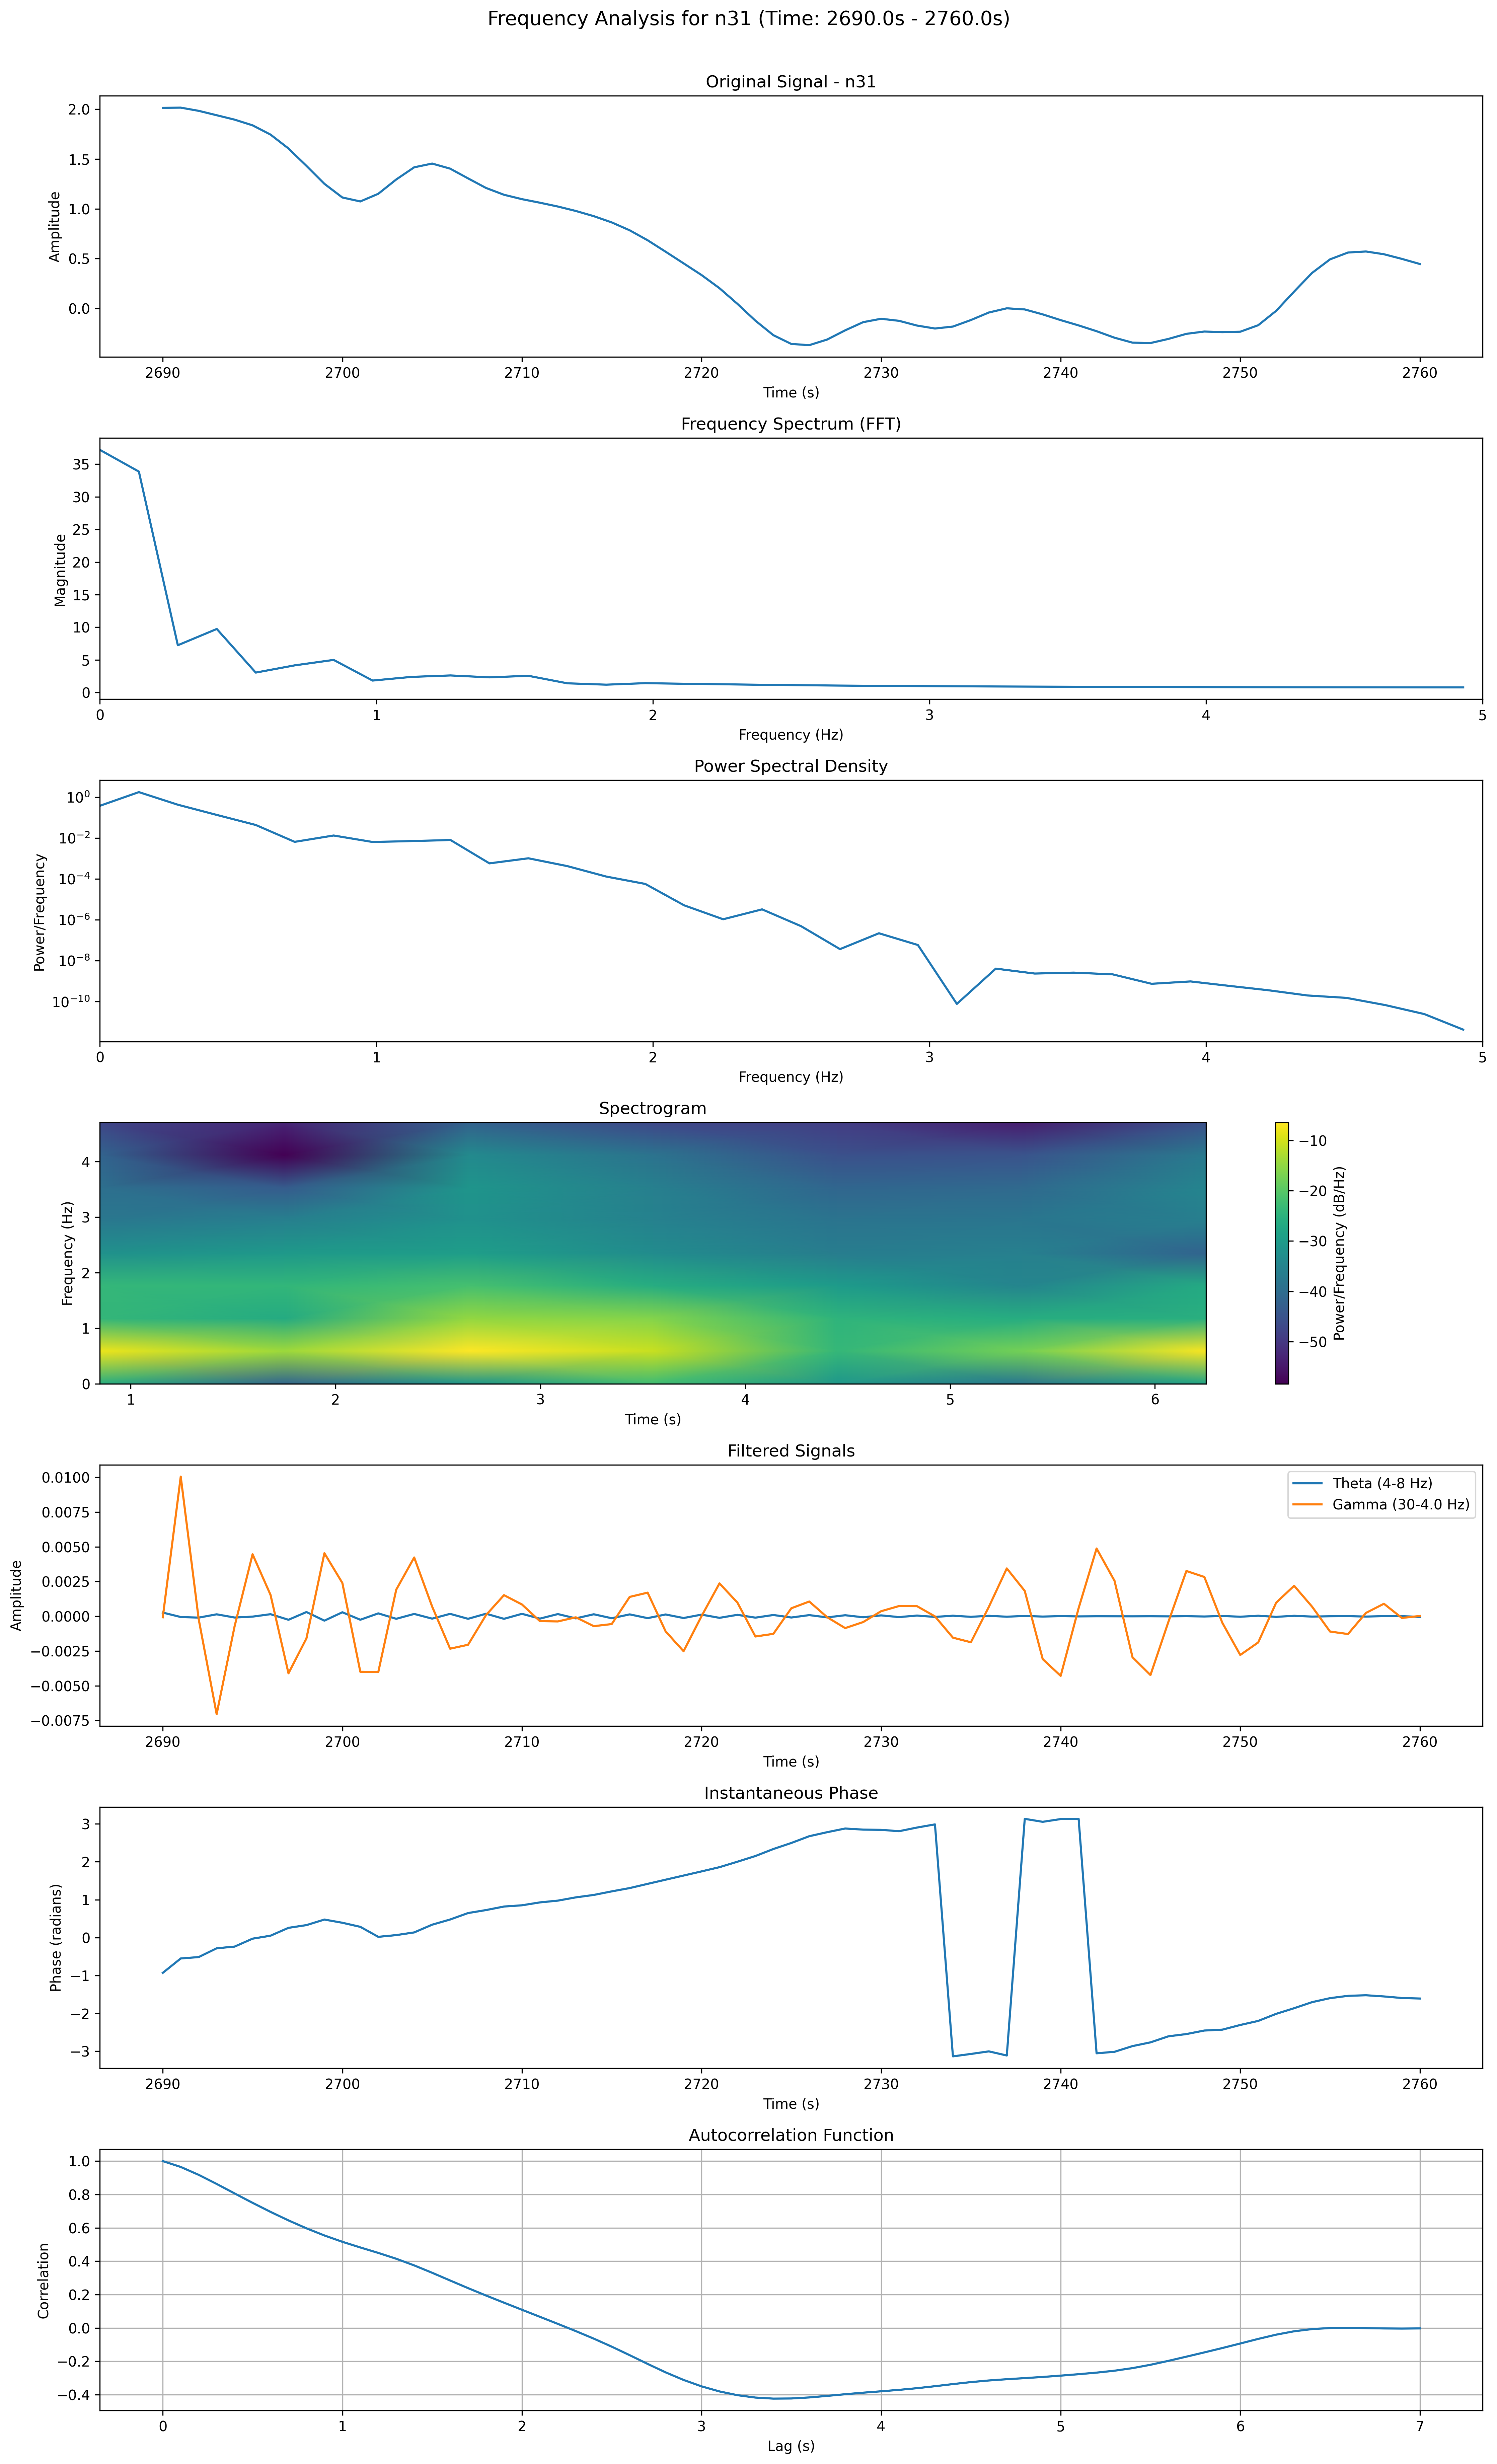 Frequency Analysis for n31 (Time: 2690.0s - 2760.0s)
Original Signal - n31
Amplitude
2.0
1.5
1.0
0.5
0.0
2690 2700 2710 2720 2730 2740 2750 2760
Time (s)
Frequency Spectrum (FFT)
Magnitude
35
30
25
20
15
10
5
0
0 1 2 3 4 5
Frequency (Hz)
Power Spectral Density
Power/Frequency
10⁰
10⁻²
10⁻⁴
10⁻⁶
10⁻⁸
10⁻¹⁰
0 1 2 3 4 5
Frequency (Hz)
Spectrogram
Frequency (Hz)
4
3
2
1
0
1 2 3 4 5 6
Time (s)
−10
−20
−30
−40
−50
Power/Frequency (dB/Hz)
Filtered Signals
Amplitude
0.0100
0.0075
0.0050
0.0025
0.0000
−0.0025
−0.0050
−0.0075
Theta (4-8 Hz)
Gamma (30-4.0 Hz)
2690 2700 2710 2720 2730 2740 2750 2760
Time (s)
Instantaneous Phase
Phase (radians)
3
2
1
0
−1
−2
−3
2690 2700 2710 2720 2730 2740 2750 2760
Time (s)
Autocorrelation Function
Correlation
1.0
0.8
0.6
0.4
0.2
0.0
−0.2
−0.4
0 1 2 3 4 5 6 7
Lag (s)